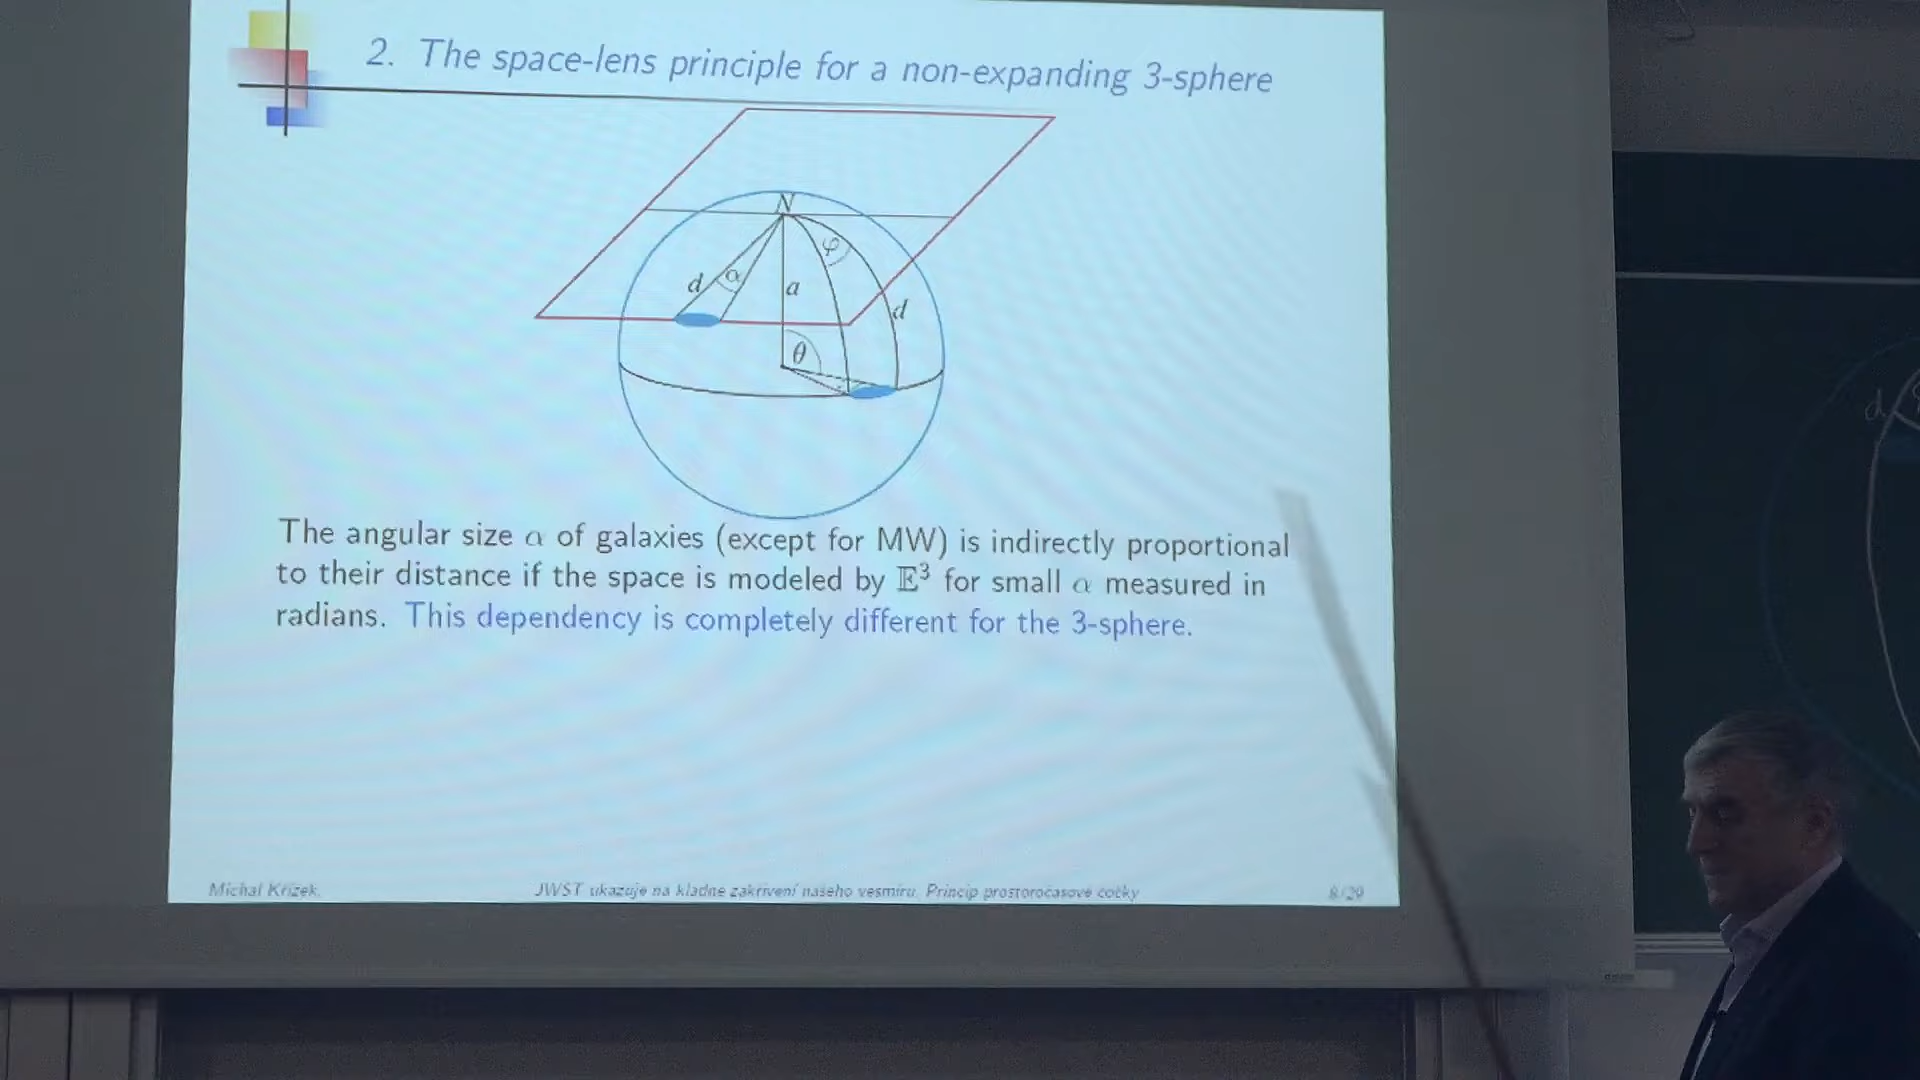 2. The space-lens principle for a non-expanding 3-sphere
N
φ
d α
a
d
θ
The angular size α of galaxies (except for MW) is indirectly proportional
to their distance if the space is modeled by 𝔼³ for small α measured in
radians. This dependency is completely different for the 3-sphere.
Michal Křížek, JWST ukazuje na kladné zakřivení našeho vesmíru. Princip prostoročasové čočky 8/29
d